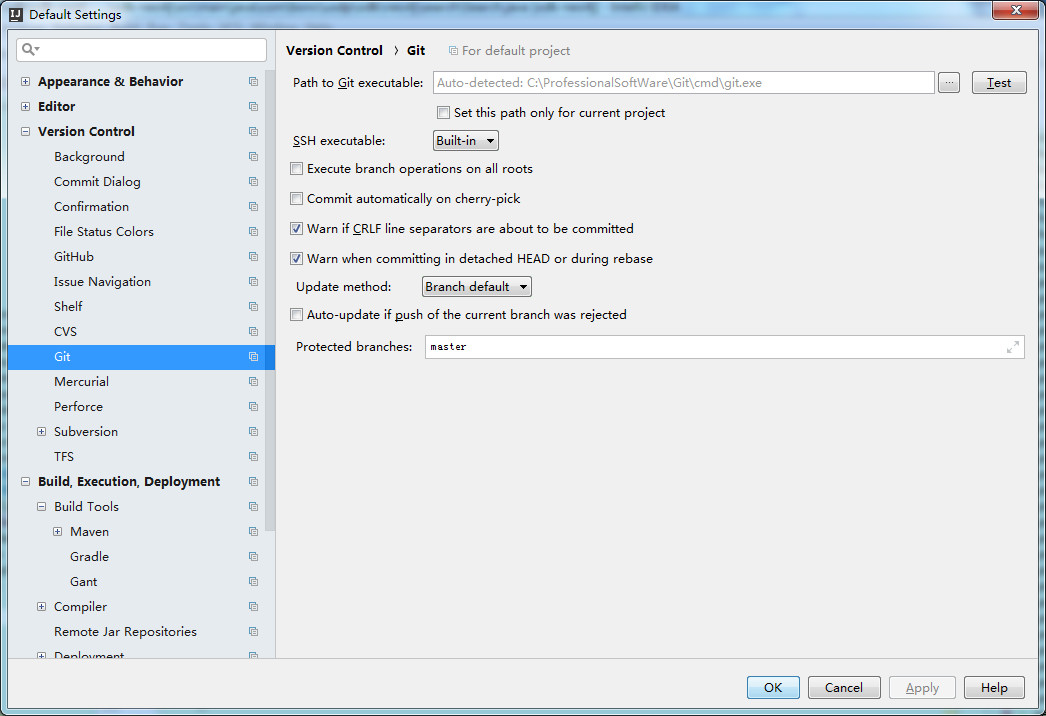 Default Settings
Appearance & Behavior
Editor
Version Control
Background
Commit Dialog
Confirmation
File Status Colors
GitHub
Issue Navigation
Shelf
CVS
Git
Mercurial
Perforce
Subversion
TFS
Build, Execution, Deployment
Build Tools
Maven
Gradle
Gant
Compiler
Remote Jar Repositories
Deployment
Version Control › Git For default project
Path to Git executable: Auto-detected: C:\ProfessionalSoftWare\Git\cmd\git.exe ... Test
Set this path only for current project
SSH executable: Built-in
Execute branch operations on all roots
Commit automatically on cherry-pick
Warn if CRLF line separators are about to be committed
Warn when committing in detached HEAD or during rebase
Update method: Branch default
Auto-update if push of the current branch was rejected
Protected branches: master
OK Cancel Apply Help